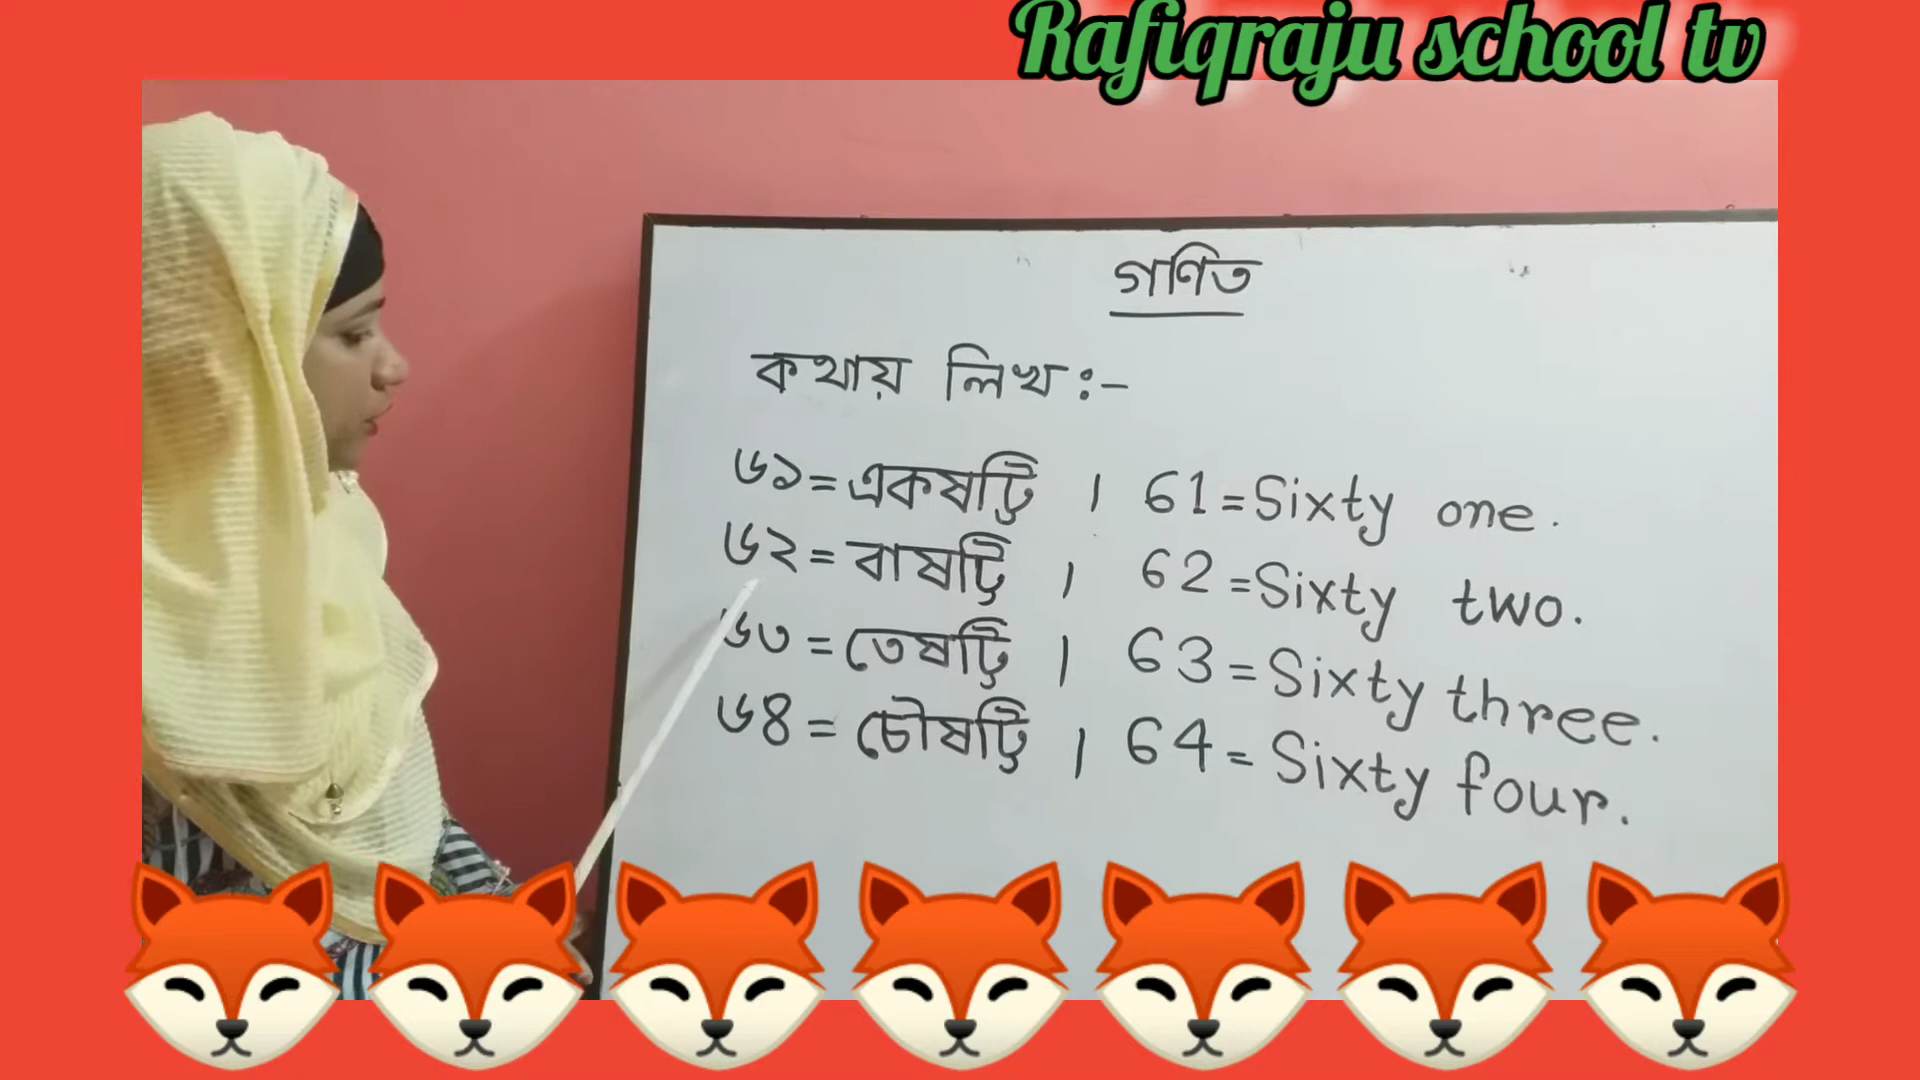 Rafiqraju school tv
গণিত
কথায় লিখ :-
৬১ = একষট্টি । 61 = Sixty one.
৬২ = বাষট্টি । 62 = Sixty two.
৬৩ = তেষট্টি । 63 = Sixty three.
৬৪ = চৌষট্টি । 64 = Sixty four.